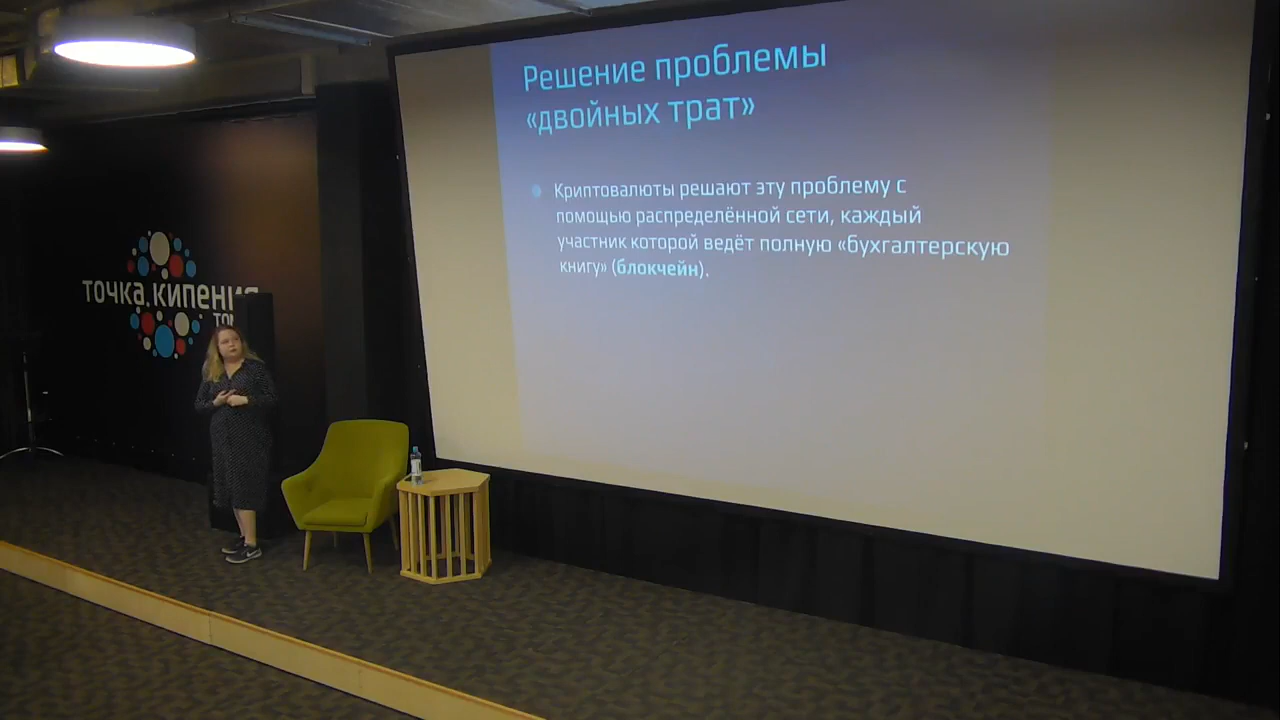 Решение проблемы
«двойных трат»
Криптовалюты решают эту проблему с
помощью распределённой сети, каждый
участник которой ведёт полную «бухгалтерскую
книгу» (блокчейн).
точка.кипения